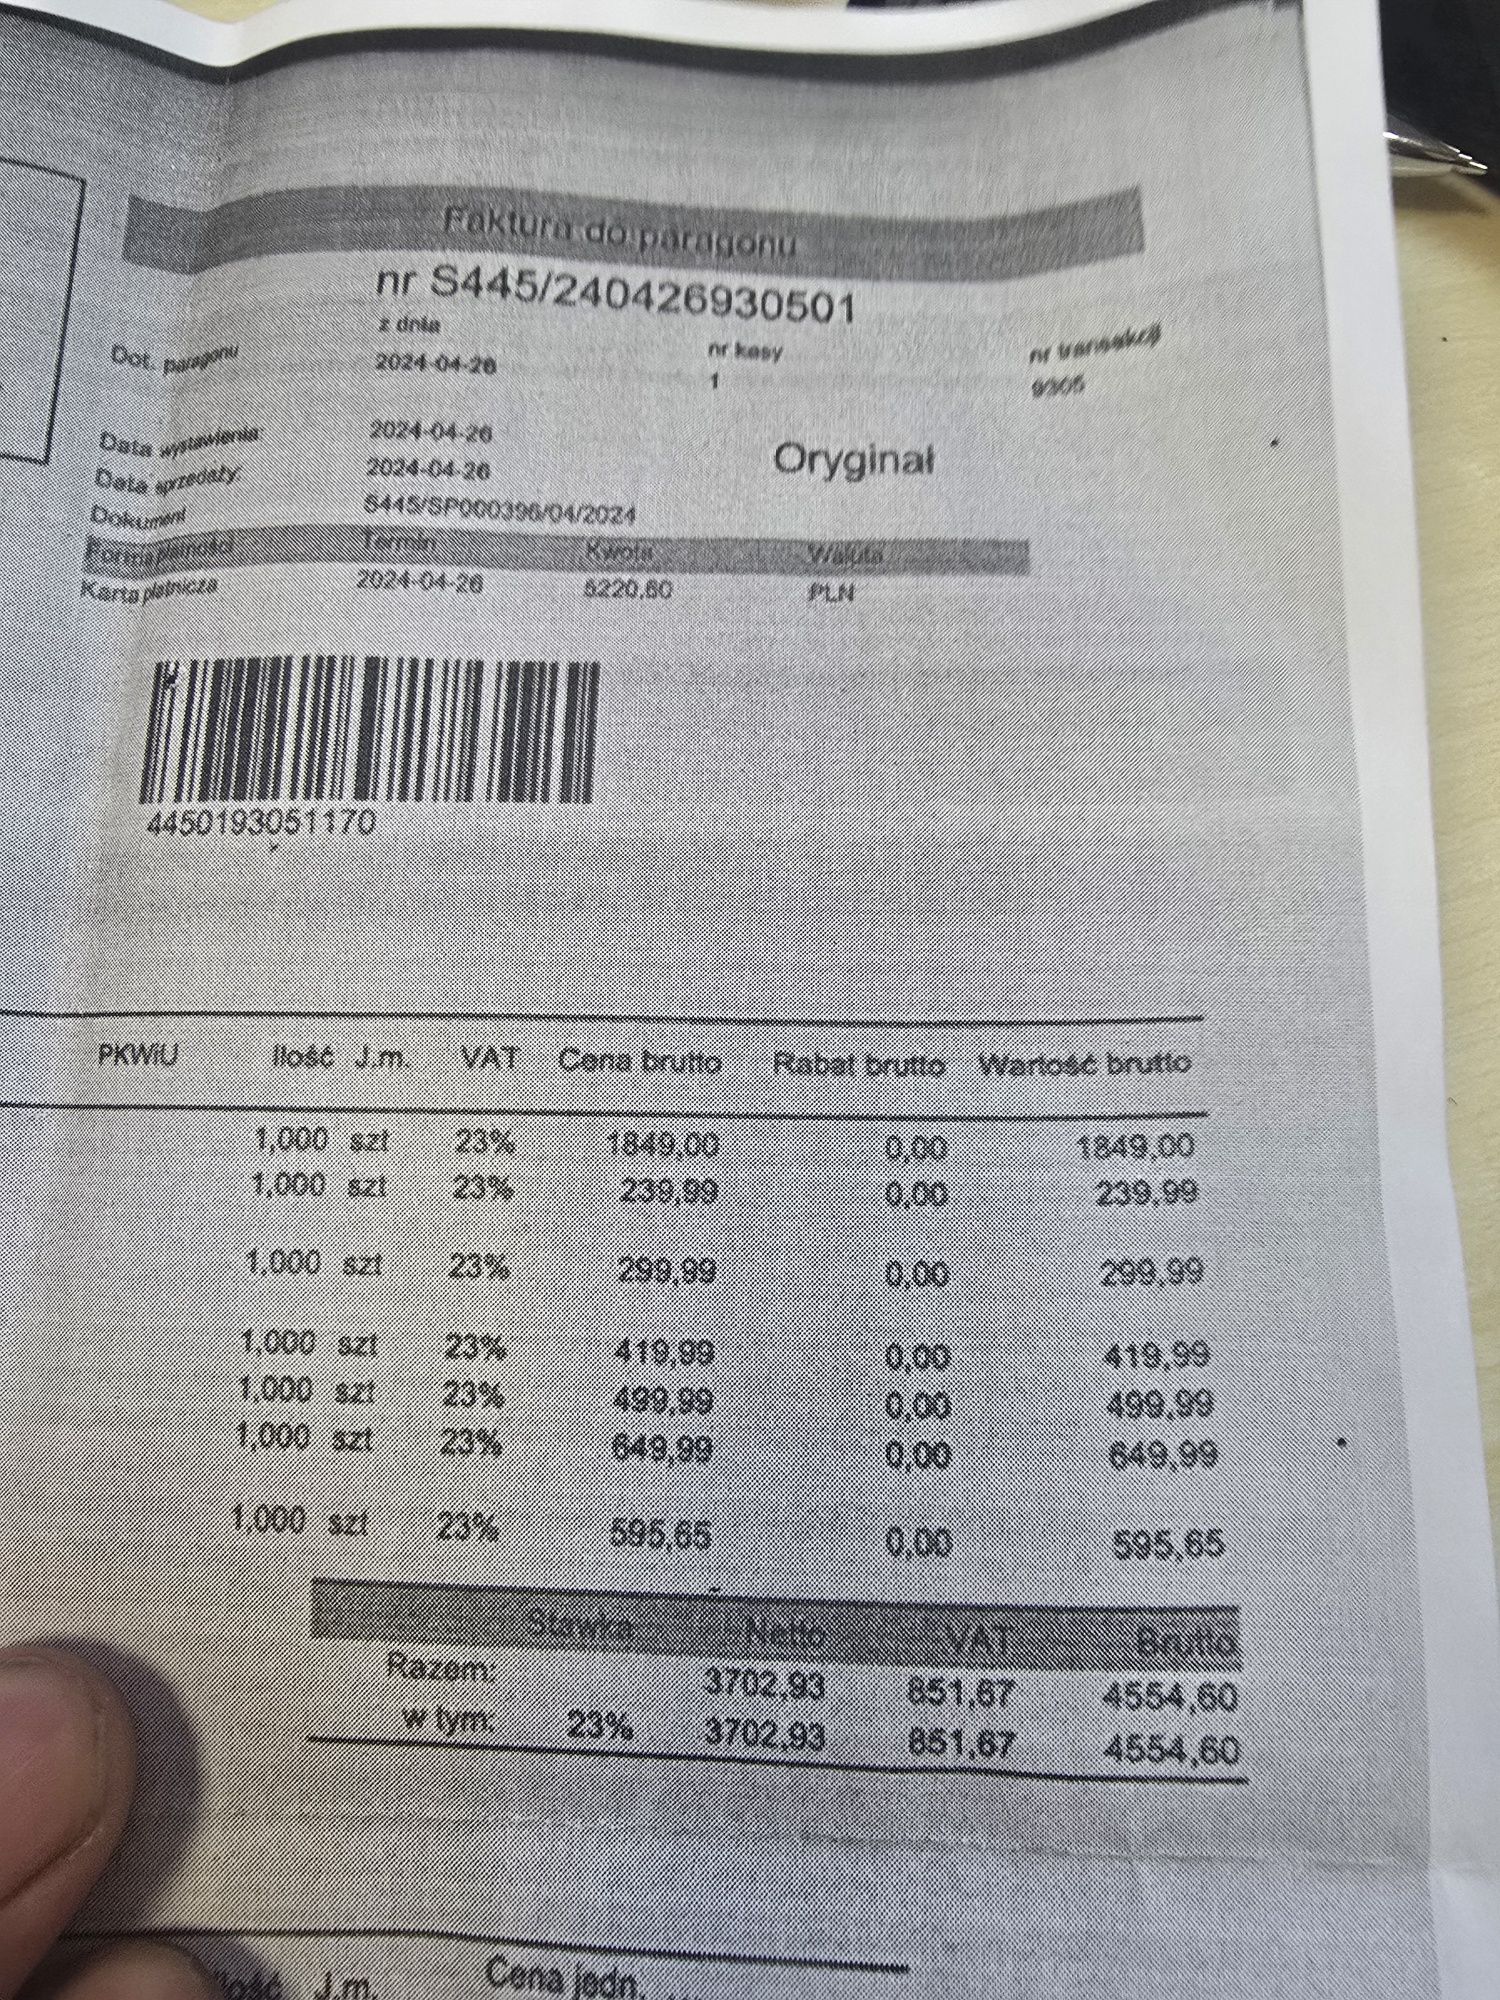 Faktura do paragonu
nr S445/240426930501
z dnia nr kasy nr transakcji
Dot. paragonu 2024-04-26 1 9305
Data wystawienia: 2024-04-26
Oryginał
Data sprzedaży: 2024-04-26
Dokument S445/SP000396/04/2024
Forma płatności Termin Kwota Waluta
Karta płatnicza 2024-04-26 5220,60 PLN
4450193051170
PKWiU Ilość J.m. VAT Cena brutto Rabat brutto Wartość brutto
1,000 szt 23% 1849,00 0,00 1849,00
1,000 szt 23% 239,99 0,00 239,99
1,000 szt 23% 299,99 0,00 299,99
1,000 szt 23% 419,99 0,00 419,99
1,000 szt 23% 499,99 0,00 499,99
1,000 szt 23% 649,99 0,00 649,99
1,000 szt 23% 595,65 0,00 595,65
Stawka Netto VAT Brutto
Razem: 3702,93 851,67 4554,60
w tym: 23% 3702,93 851,67 4554,60
Ilość J.m. Cena jedn.